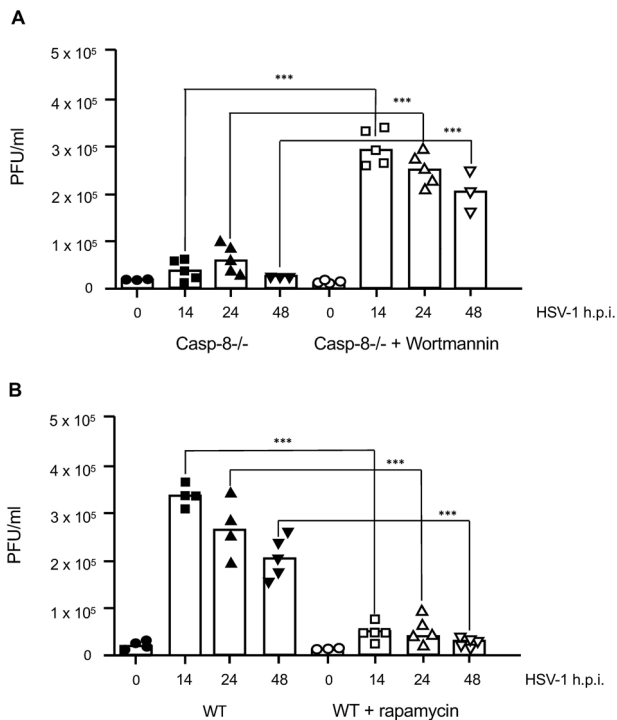 A
5 x 10⁵
4 x 10⁵
3 x 10⁵
2 x 10⁵
1 x 10⁵
0
PFU/ml
***
***
***
0 14 24 48 0 14 24 48 HSV-1 h.p.i.
Casp-8-/- Casp-8-/- + Wortmannin
B
5 x 10⁵
4 x 10⁵
3 x 10⁵
2 x 10⁵
1 x 10⁵
0
PFU/ml
***
***
***
0 14 24 48 0 14 24 48 HSV-1 h.p.i.
WT WT + rapamycin